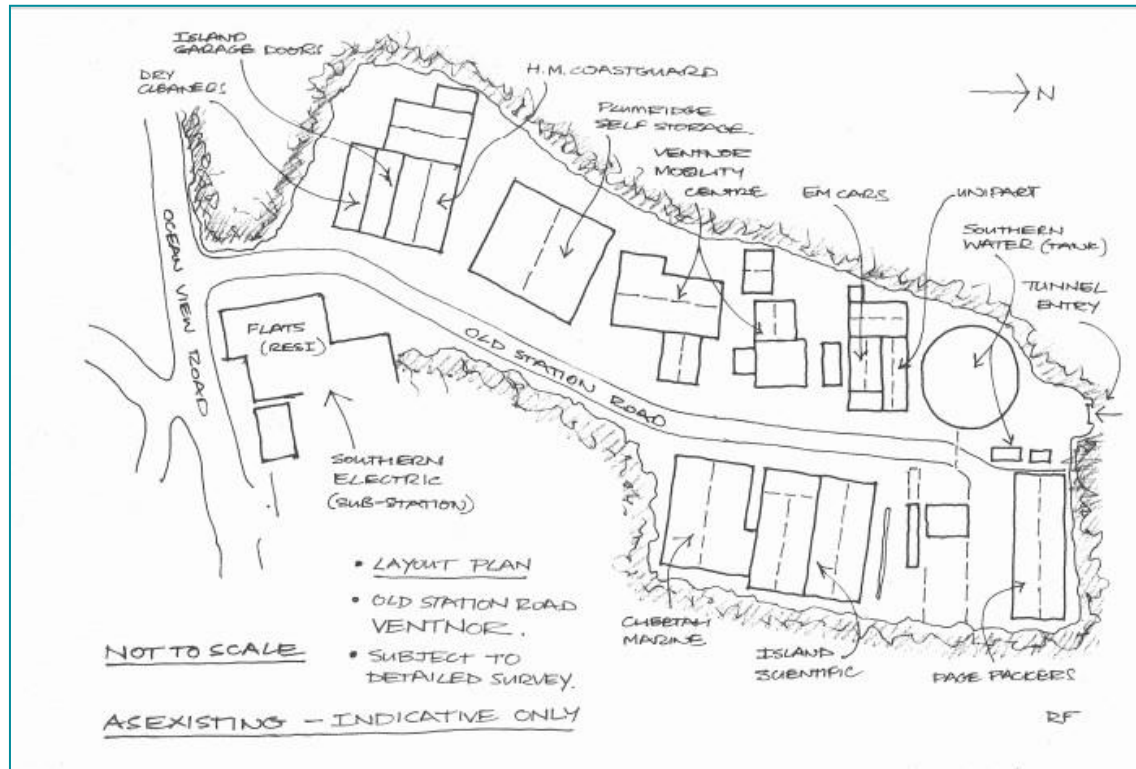 ISLAND
GARAGE DOORS
DRY
CLEANERS
H.M. COASTGUARD
PLUMRIDGE
SELF STORAGE.
VENTNOR
MOBILITY
CENTRE
EM CARS
UNIPART
SOUTHERN
WATER (TANK)
TUNNEL
ENTRY
N
OCEAN VIEW ROAD
FLATS
(RESI)
OLD STATION ROAD
SOUTHERN
ELECTRIC
(SUB-STATION)
• LAYOUT PLAN
• OLD STATION ROAD
VENTNOR.
• SUBJECT TO
DETAILED SURVEY.
NOT TO SCALE
AS EXISTING - INDICATIVE ONLY
CHEETAH
MARINE
ISLAND
SCIENTIFIC
PAGE PACKERS
RF